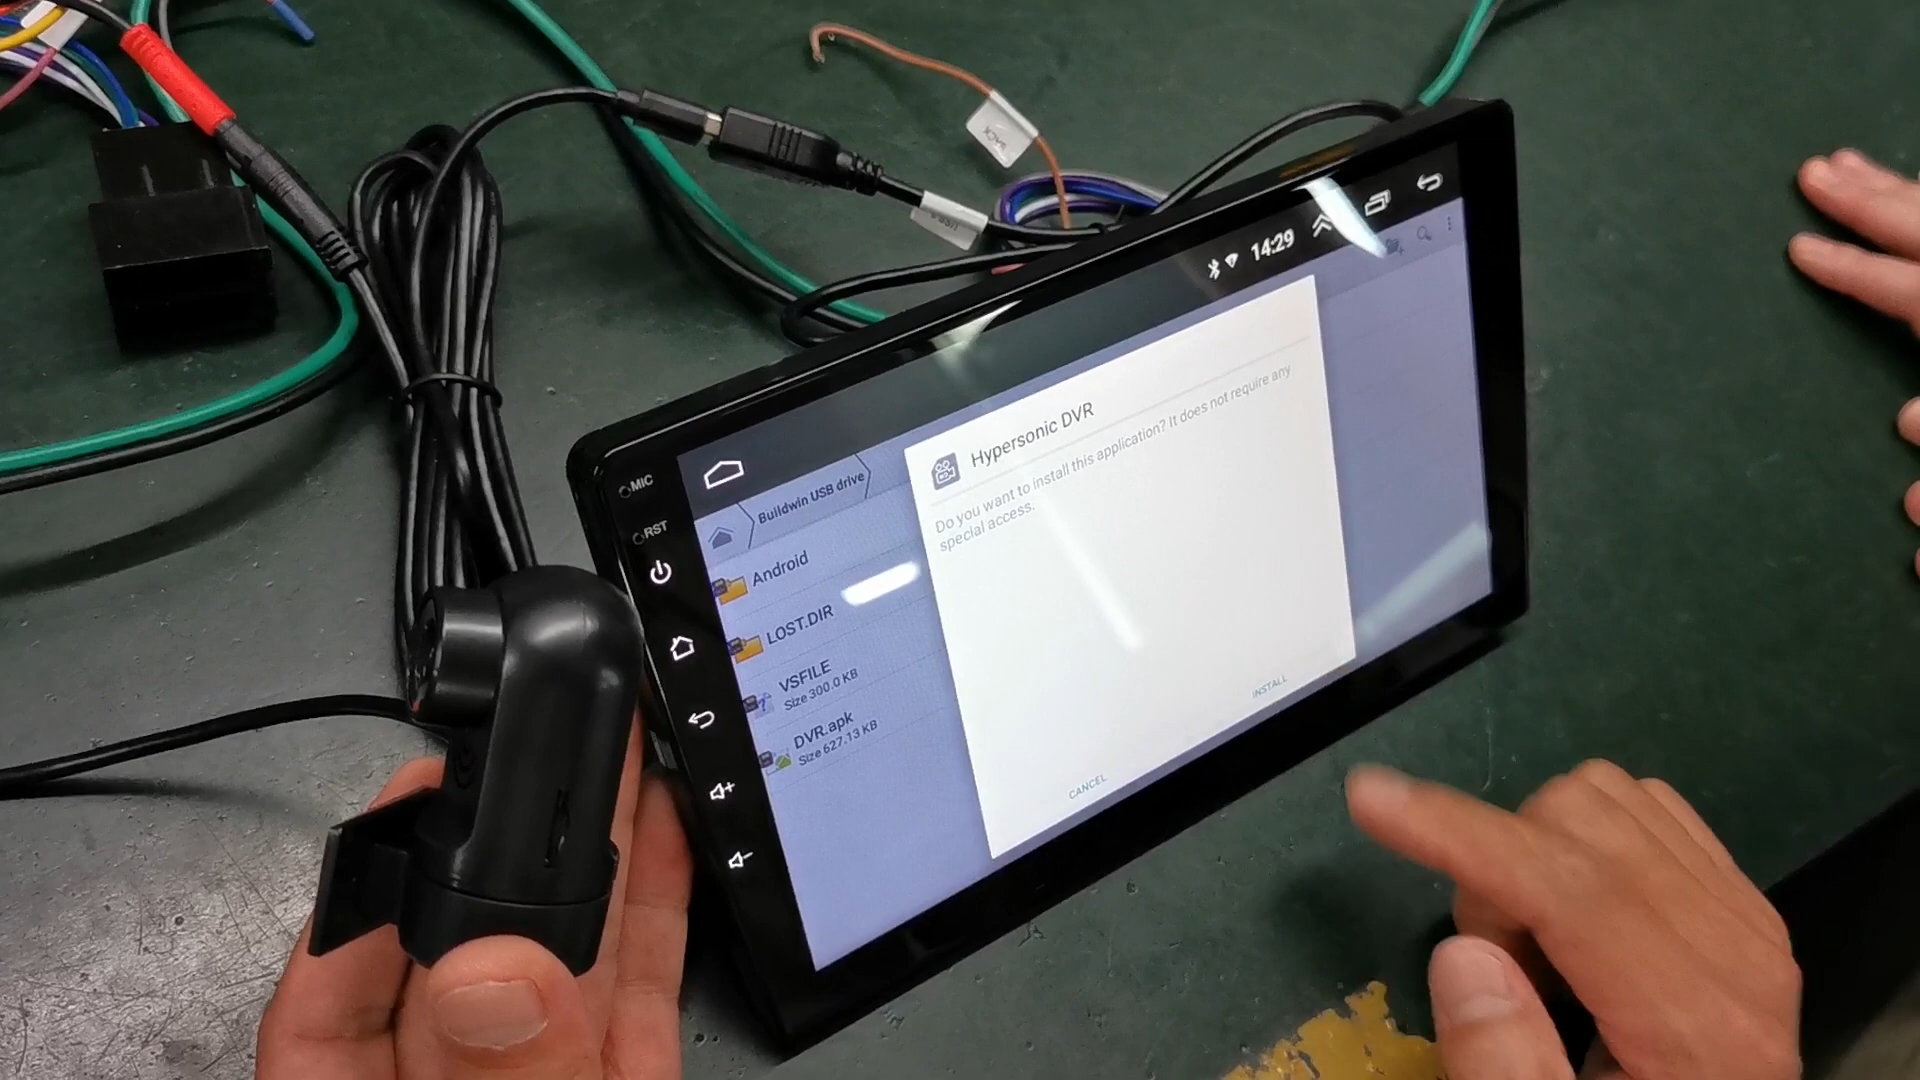 BACK
USB
14:29
MIC
RST
Buildwin USB drive
Android
LOST.DIR
VSFILE
Size 300.0 KB
DVR.apk
Size 627.13 KB
Hypersonic DVR
Do you want to install this application? It does not require any
special access.
CANCEL
INSTALL